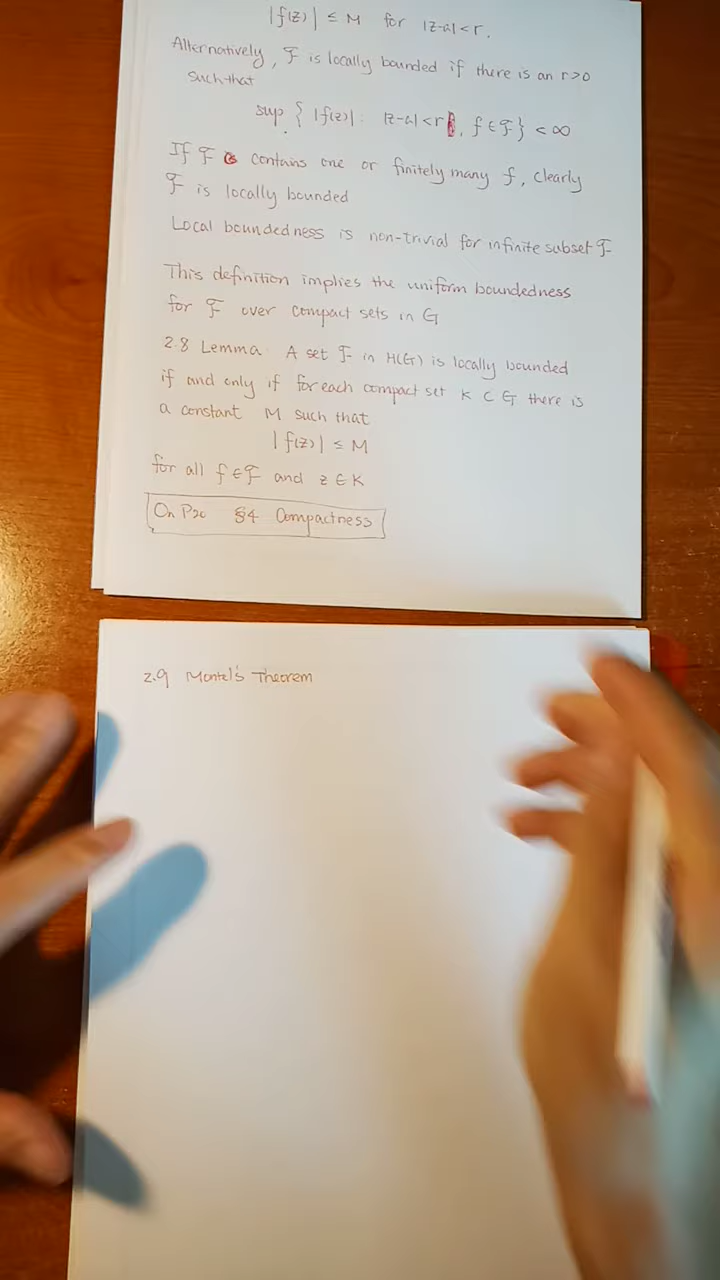 |f(z)| ≤ M for |z-a| < r.
Alternatively, F is locally bounded if there is an r>0
such that
sup { |f(z)| : |z-a| < r, f ∈ F } < ∞
If F contains one or finitely many f, clearly
F is locally bounded
Local boundedness is non-trivial for infinite subset F
This definition implies the uniform boundedness
for F over compact sets in G
2.8 Lemma. A set F in H(G) is locally bounded
if and only if for each compact set K ⊂ G there is
a constant M such that
|f(z)| ≤ M
for all f ∈ F and z ∈ K
On P20 §4 Compactness
2.9 Montel's Theorem